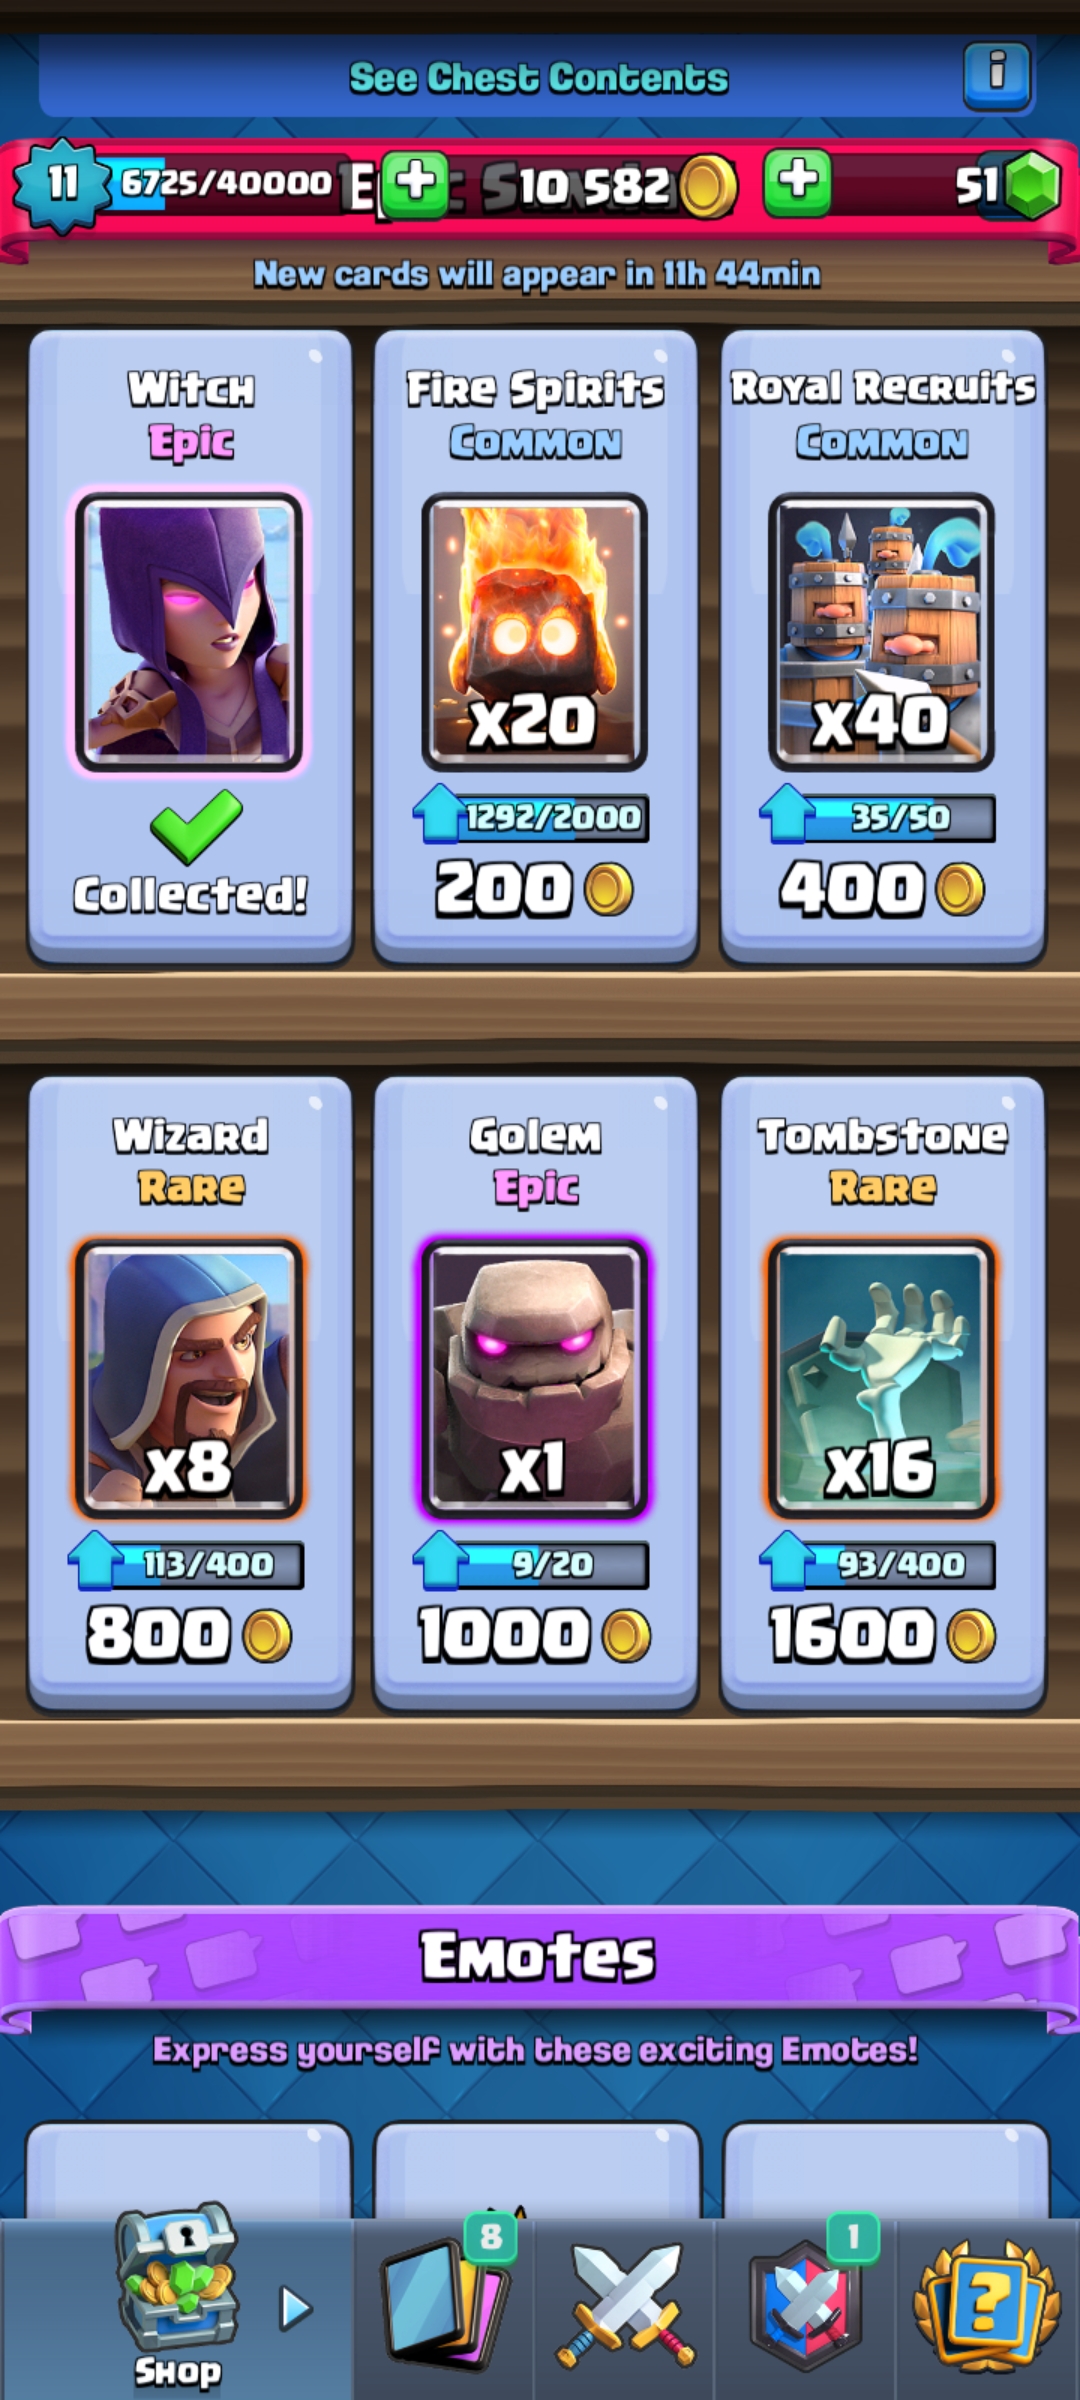 See Chest Contents
i
11 6725/40000 10 582 51
New cards will appear in 11h 44min
Witch
Epic
Collected!
Fire Spirits
Common
x20
1292/2000
200
Royal Recruits
Common
x40
35/50
400
Wizard
Rare
x8
113/400
800
Golem
Epic
x1
9/20
1000
Tombstone
Rare
x16
93/400
1600
Emotes
Express yourself with these exciting Emotes!
Shop
8
1
?